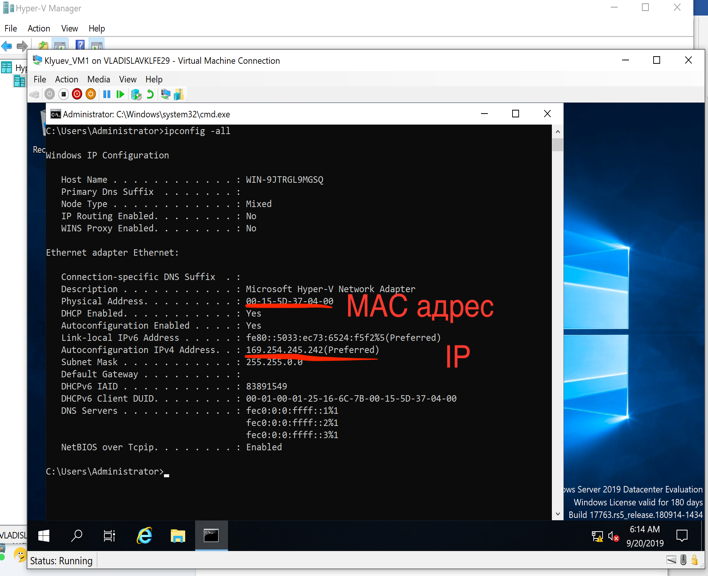 Hyper-V Manager
File Action View Help
Klyuev_VM1 on VLADISLAVKLFE29 - Virtual Machine Connection
File Action Media View Help
Administrator: C:\Windows\system32\cmd.exe
C:\Users\Administrator>ipconfig -all
Windows IP Configuration
Host Name . . . . . . . . . . . . : WIN-9JTRGL9MGSQ
Primary Dns Suffix . . . . . . . :
Node Type . . . . . . . . . . . . : Mixed
IP Routing Enabled. . . . . . . . : No
WINS Proxy Enabled. . . . . . . . : No
Ethernet adapter Ethernet:
Connection-specific DNS Suffix . :
Description . . . . . . . . . . . : Microsoft Hyper-V Network Adapter
Physical Address. . . . . . . . . : 00-15-5D-37-04-00
MAC адрес
DHCP Enabled. . . . . . . . . . . : Yes
Autoconfiguration Enabled . . . . : Yes
Link-local IPv6 Address . . . . . : fe80::5033:ec73:6524:f5f2%5(Preferred)
Autoconfiguration IPv4 Address. . : 169.254.245.242(Preferred)
IP
Subnet Mask . . . . . . . . . . . : 255.255.0.0
Default Gateway . . . . . . . . . :
DHCPv6 IAID . . . . . . . . . . . : 83891549
DHCPv6 Client DUID. . . . . . . . : 00-01-00-01-25-16-6C-7B-00-15-5D-37-04-00
DNS Servers . . . . . . . . . . . : fec0:0:0:ffff::1%1
fec0:0:0:ffff::2%1
fec0:0:0:ffff::3%1
NetBIOS over Tcpip. . . . . . . . : Enabled
C:\Users\Administrator>
ows Server 2019 Datacenter Evaluation
Windows License valid for 180 days
Build 17763.rs5_release.180914-1434
6:14 AM
9/20/2019
Status: Running